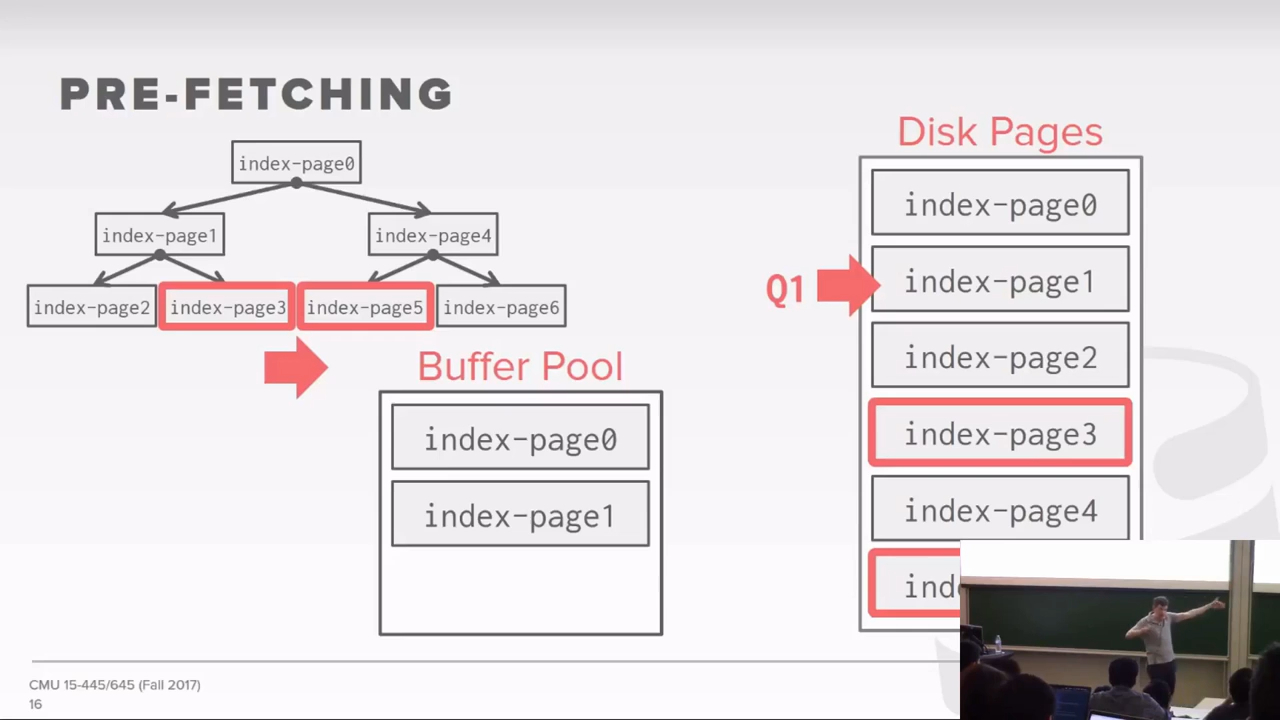 PRE-FETCHING
index-page0
index-page1
index-page4
index-page2
index-page3
index-page5
index-page6
Buffer Pool
index-page0
index-page1
Disk Pages
index-page0
Q1
index-page1
index-page2
index-page3
index-page4
CMU 15-445/645 (Fall 2017)
16